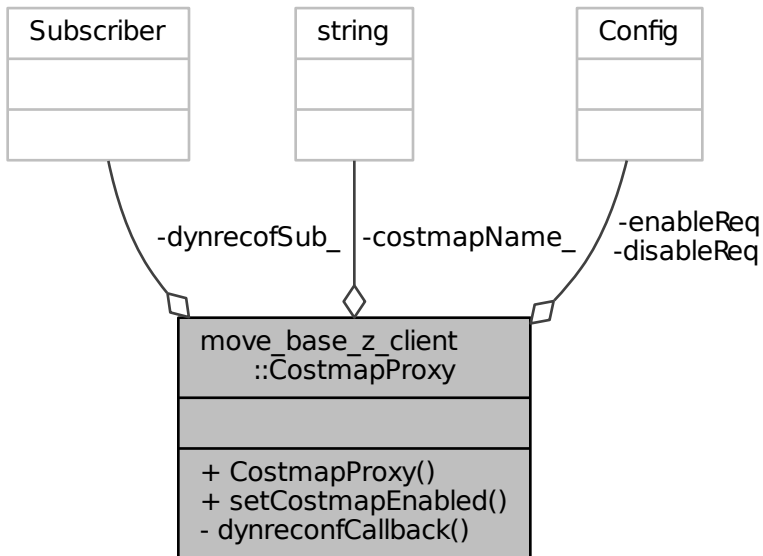 Subscriber
string
Config
-dynrecofSub_
-costmapName_
-enableReq
-disableReq
move_base_z_client
::CostmapProxy
+ CostmapProxy()
+ setCostmapEnabled()
- dynreconfCallback()